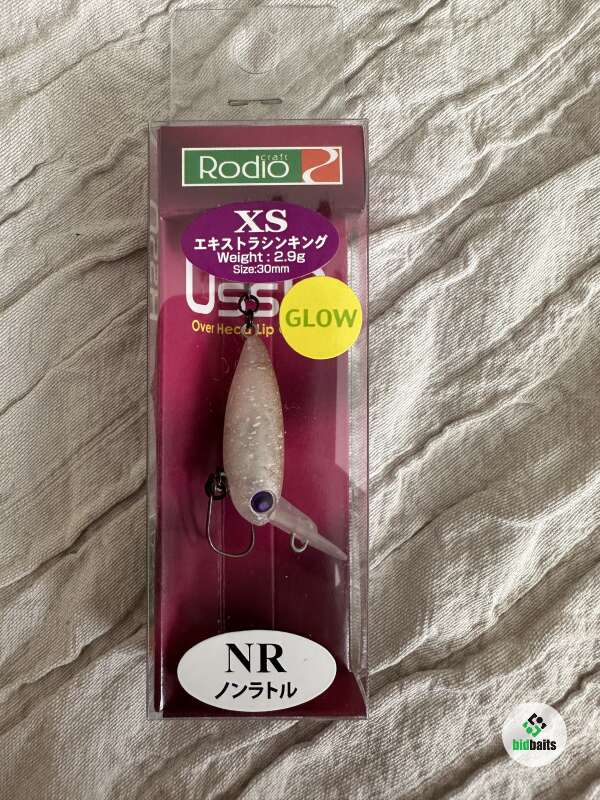 Rodio craft
XS
エキストラシンキング
Weight : 2.9g
Size:30mm
GLOW
Over Head Lip
NR
ノンラトル
bidbaits